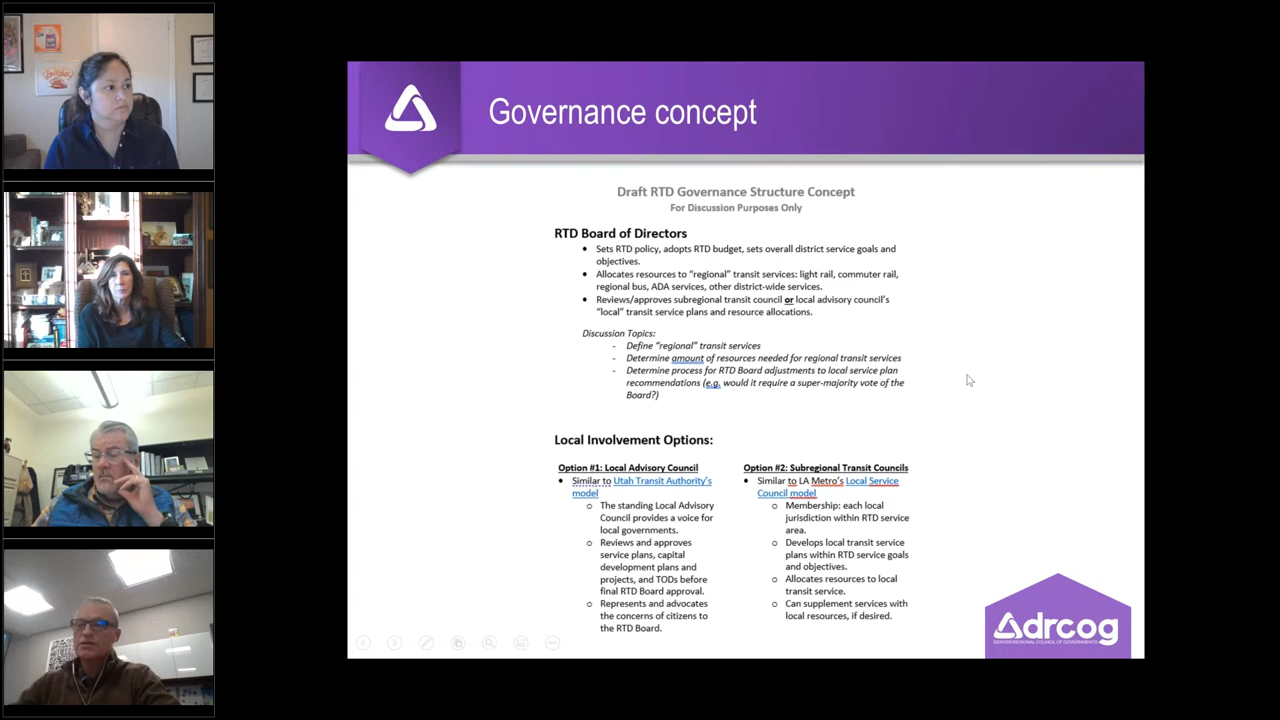 Governance concept
Draft RTD Governance Structure Concept
For Discussion Purposes Only
RTD Board of Directors
• Sets RTD policy, adopts RTD budget, sets overall district service goals and
objectives.
• Allocates resources to “regional” transit services: light rail, commuter rail,
regional bus, ADA services, other district-wide services.
• Reviews/approves subregional transit council or local advisory council’s
“local” transit service plans and resource allocations.
Discussion Topics:
- Define “regional” transit services
- Determine amount of resources needed for regional transit services
- Determine process for RTD Board adjustments to local service plan
recommendations (e.g. would it require a super-majority vote of the
Board?)
Local Involvement Options:
Option #1: Local Advisory Council
• Similar to Utah Transit Authority’s
model
o The standing Local Advisory
Council provides a voice for
local governments.
o Reviews and approves
service plans, capital
development plans and
projects, and TODs before
final RTD Board approval.
o Represents and advocates
the concerns of citizens to
the RTD Board.
Option #2: Subregional Transit Councils
• Similar to LA Metro’s Local Service
Council model
o Membership: each local
jurisdiction within RTD service
area.
o Develops local transit service
plans within RTD service goals
and objectives.
o Allocates resources to local
transit service.
o Can supplement services with
local resources, if desired.
drcog
DENVER REGIONAL COUNCIL OF GOVERNMENTS